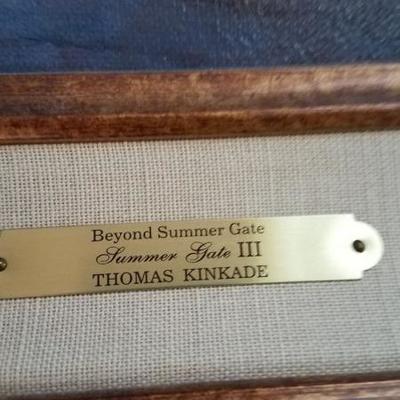 Beyond Summer Gate
Summer Gate III
THOMAS KINKADE